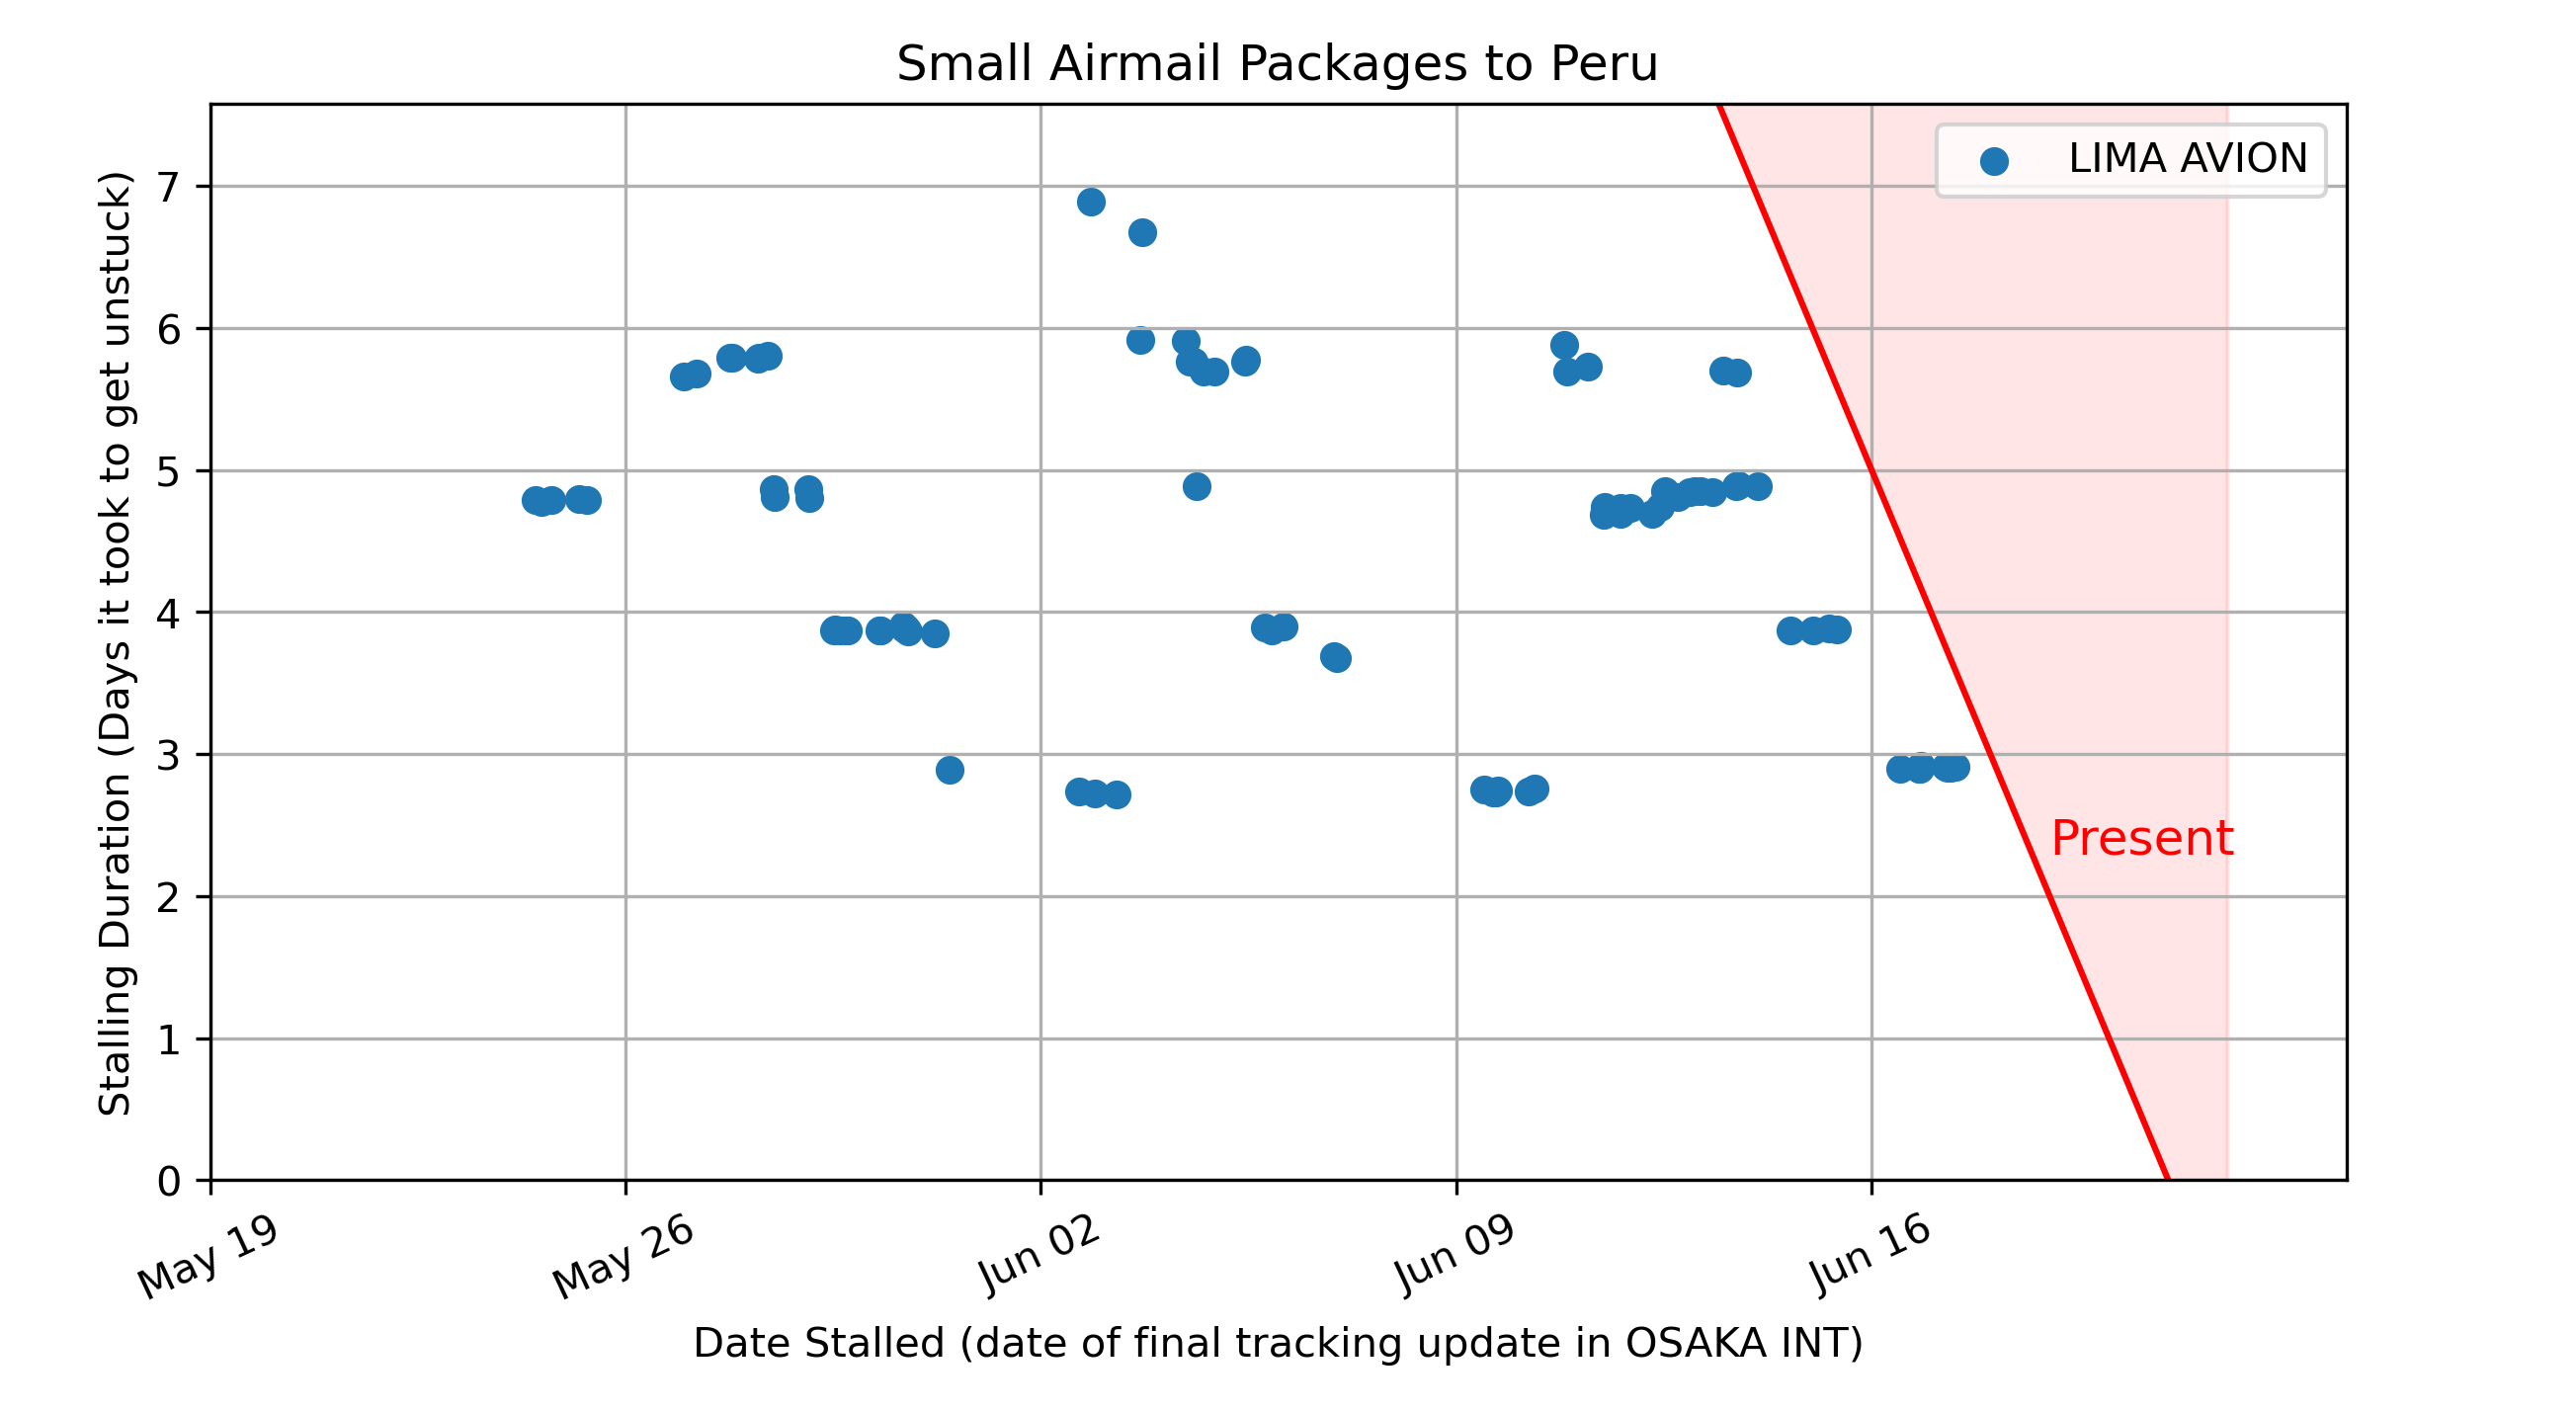 Small Airmail Packages to Peru
Stalling Duration (Days it took to get unstuck)
7
6
5
4
3
2
1
0
LIMA AVION
Present
May 19
May 26
Jun 02
Jun 09
Jun 16
Date Stalled (date of final tracking update in OSAKA INT)